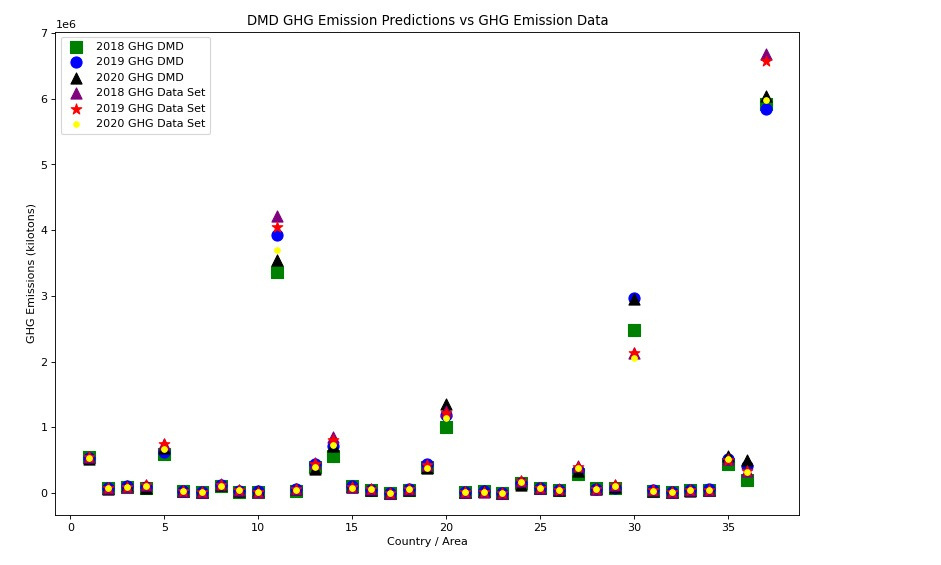 DMD GHG Emission Predictions vs GHG Emission Data
1e6
2018 GHG DMD
2019 GHG DMD
2020 GHG DMD
2018 GHG Data Set
2019 GHG Data Set
2020 GHG Data Set
7
6
5
4
3
2
1
0
GHG Emissions (kilotons)
0 5 10 15 20 25 30 35
Country / Area